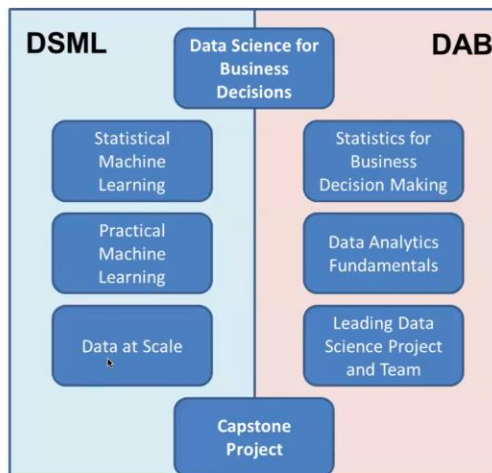 DSML
DAB
Data Science for
Business
Decisions
Statistical
Machine
Learning
Statistics for
Business
Decision Making
Practical
Machine
Learning
Data Analytics
Fundamentals
Data at Scale
Leading Data
Science Project
and Team
Capstone
Project